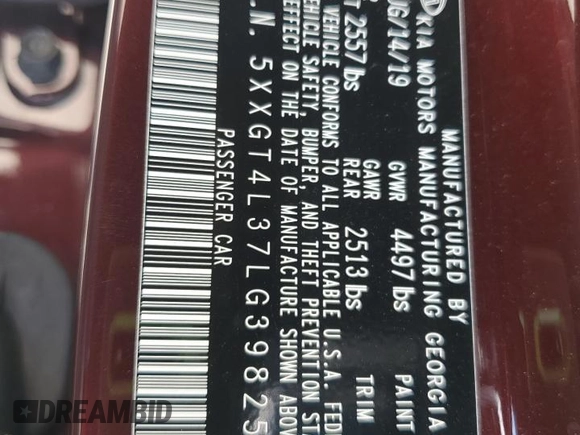 MANUFACTURED BY
KIA MOTORS MANUFACTURING GEORGIA
UG/14/19 GVWR 4497 lbs PAINT
T 2557 lbs GAWR REAR 2513 lbs TRIM
VEHICLE CONFORMS TO ALL APPLICABLE U.S.A. FED
VEHICLE SAFETY, BUMPER, AND THEFT PREVENTION ST
EFFECT ON THE DATE OF MANUFACTURE SHOWN ABOV
.N. 5XXGT4L37LG39825
PASSENGER CAR
DREAMBID